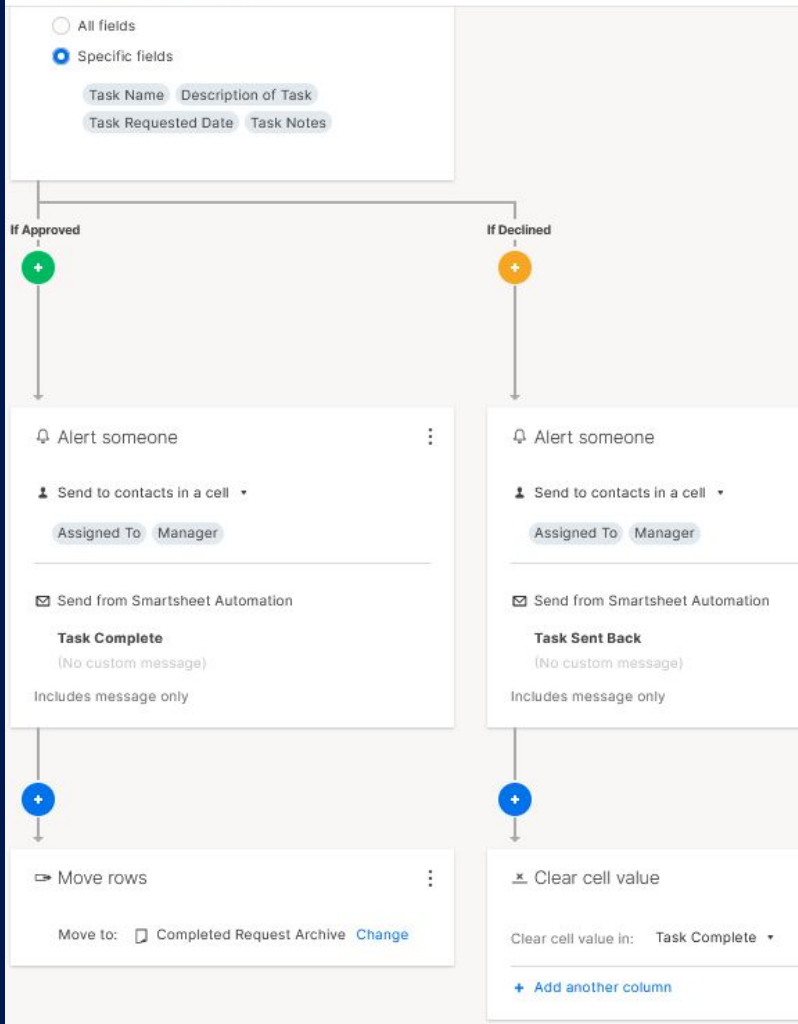 All fields
Specific fields
Task Name Description of Task
Task Requested Date Task Notes
If Approved
If Declined
Alert someone
Send to contacts in a cell
Assigned To Manager
Send from Smartsheet Automation
Task Complete
(No custom message)
Includes message only
Alert someone
Send to contacts in a cell
Assigned To Manager
Send from Smartsheet Automation
Task Sent Back
(No custom message)
Includes message only
Move rows
Move to: Completed Request Archive Change
Clear cell value
Clear cell value in: Task Complete
+ Add another column